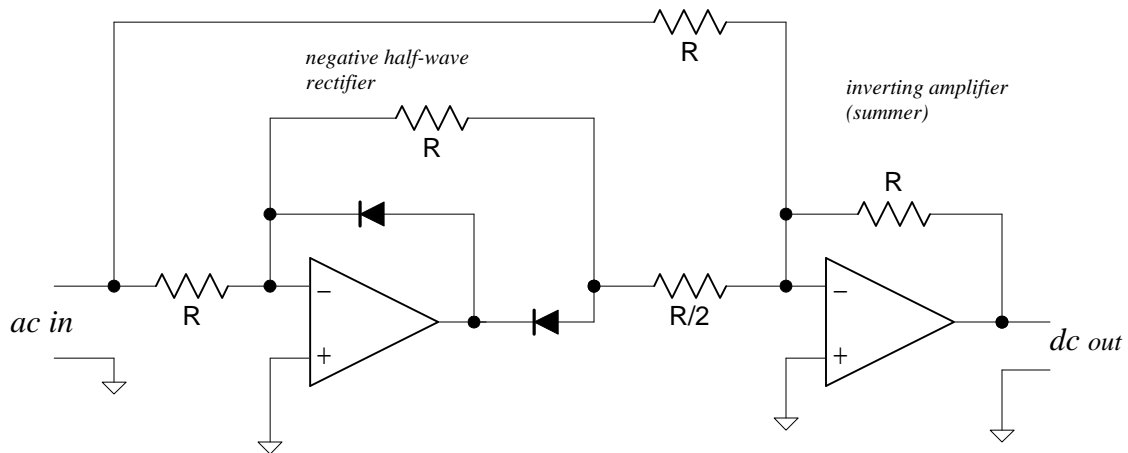 R
negative half-wave
rectifier
inverting amplifier
(summer)
R
R
ac in
R
−
+
R/2
−
+
dc out